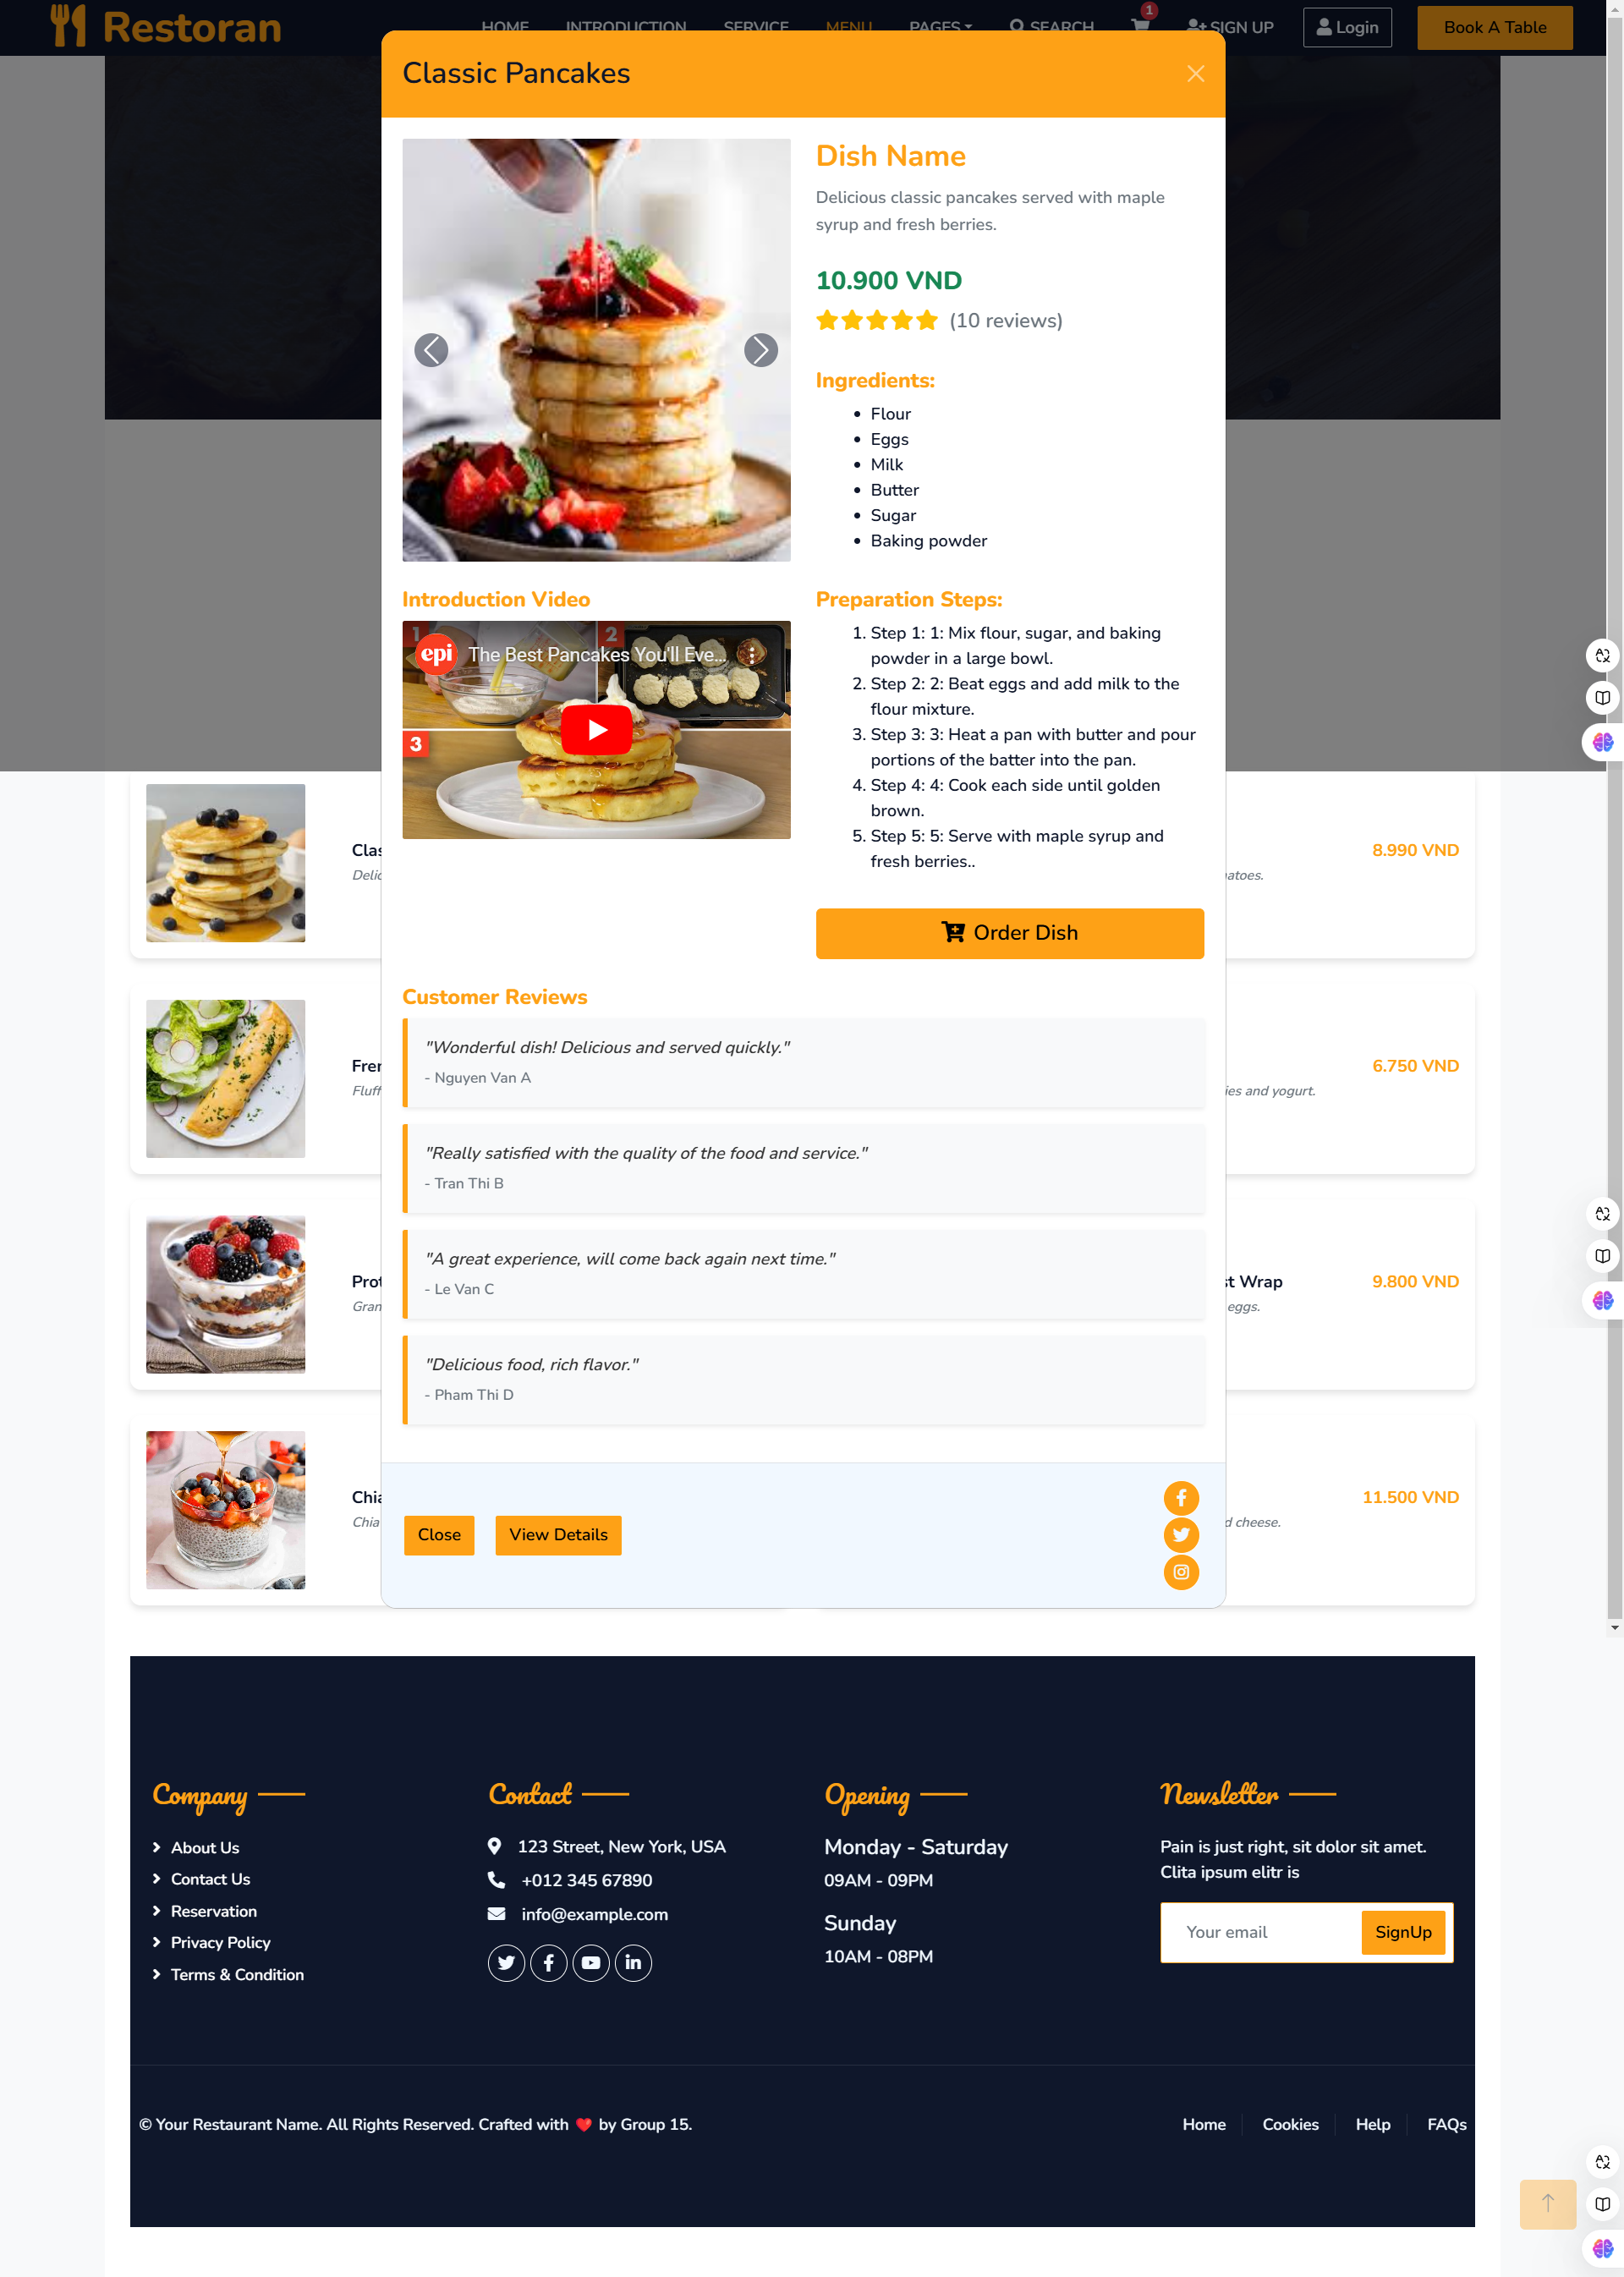 Restoran
HOME INTRODUCTION SERVICE MENU PAGES SEARCH 1 SIGN UP Login Book A Table
Classic Pancakes
Dish Name
Delicious classic pancakes served with maple
syrup and fresh berries.
10.900 VND
(10 reviews)
Ingredients:
• Flour
• Eggs
• Milk
• Butter
• Sugar
• Baking powder
Introduction Video
1 2
epi The Best Pancakes You'll Eve...
3
Preparation Steps:
1. Step 1: 1: Mix flour, sugar, and baking
powder in a large bowl.
2. Step 2: 2: Beat eggs and add milk to the
flour mixture.
3. Step 3: 3: Heat a pan with butter and pour
portions of the batter into the pan.
4. Step 4: 4: Cook each side until golden
brown.
5. Step 5: 5: Serve with maple syrup and
fresh berries..
Order Dish
Customer Reviews
"Wonderful dish! Delicious and served quickly."
- Nguyen Van A
"Really satisfied with the quality of the food and service."
- Tran Thi B
"A great experience, will come back again next time."
- Le Van C
"Delicious food, rich flavor."
- Pham Thi D
Close View Details
Clas
Delic
8.990 VND
atoes.
Fren
Fluff
6.750 VND
ies and yogurt.
Prot
Gran
st Wrap 9.800 VND
eggs.
Chia
Chia
11.500 VND
d cheese.
Company
About Us
Contact Us
Reservation
Privacy Policy
Terms & Condition
Contact
123 Street, New York, USA
+012 345 67890
info@example.com
Opening
Monday - Saturday
09AM - 09PM
Sunday
10AM - 08PM
Newsletter
Pain is just right, sit dolor sit amet.
Clita ipsum elitr is
Your email SignUp
© Your Restaurant Name. All Rights Reserved. Crafted with ❤️ by Group 15.
Home Cookies Help FAQs